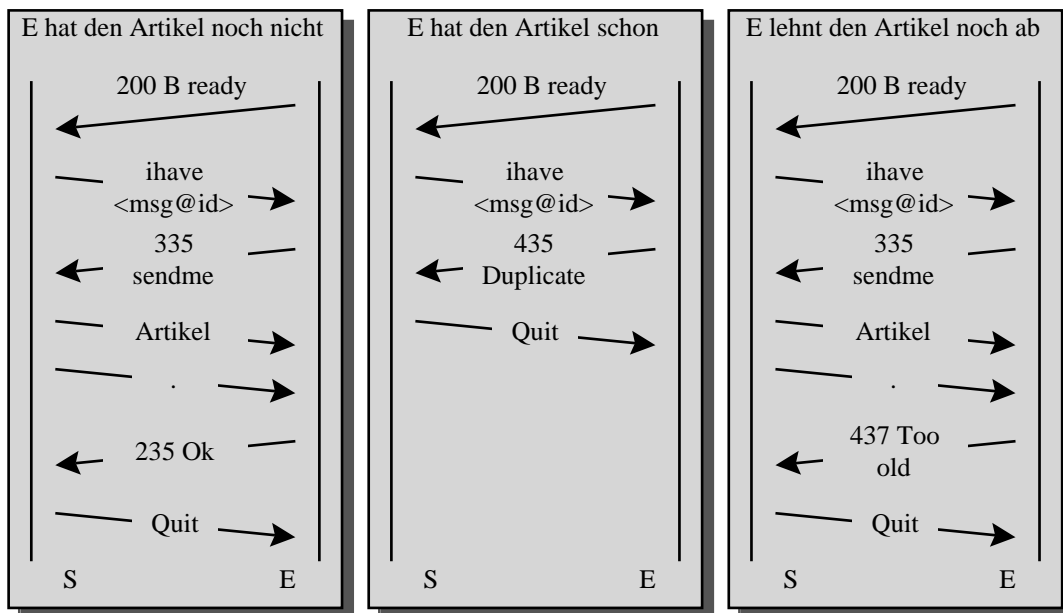 E hat den Artikel noch nicht
200 B ready
ihave
<msg@id>
335
sendme
Artikel
.
235 Ok
Quit
S
E
E hat den Artikel schon
200 B ready
ihave
<msg@id>
435
Duplicate
Quit
S
E
E lehnt den Artikel noch ab
200 B ready
ihave
<msg@id>
335
sendme
Artikel
.
437 Too
old
Quit
S
E